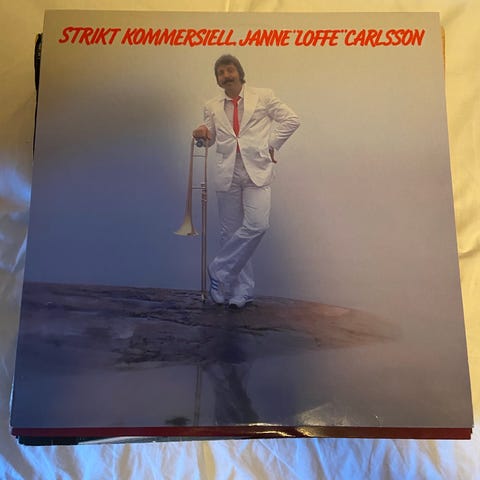 STRIKT KOMMERSIELL. JANNE "LOFFE" CARLSSON